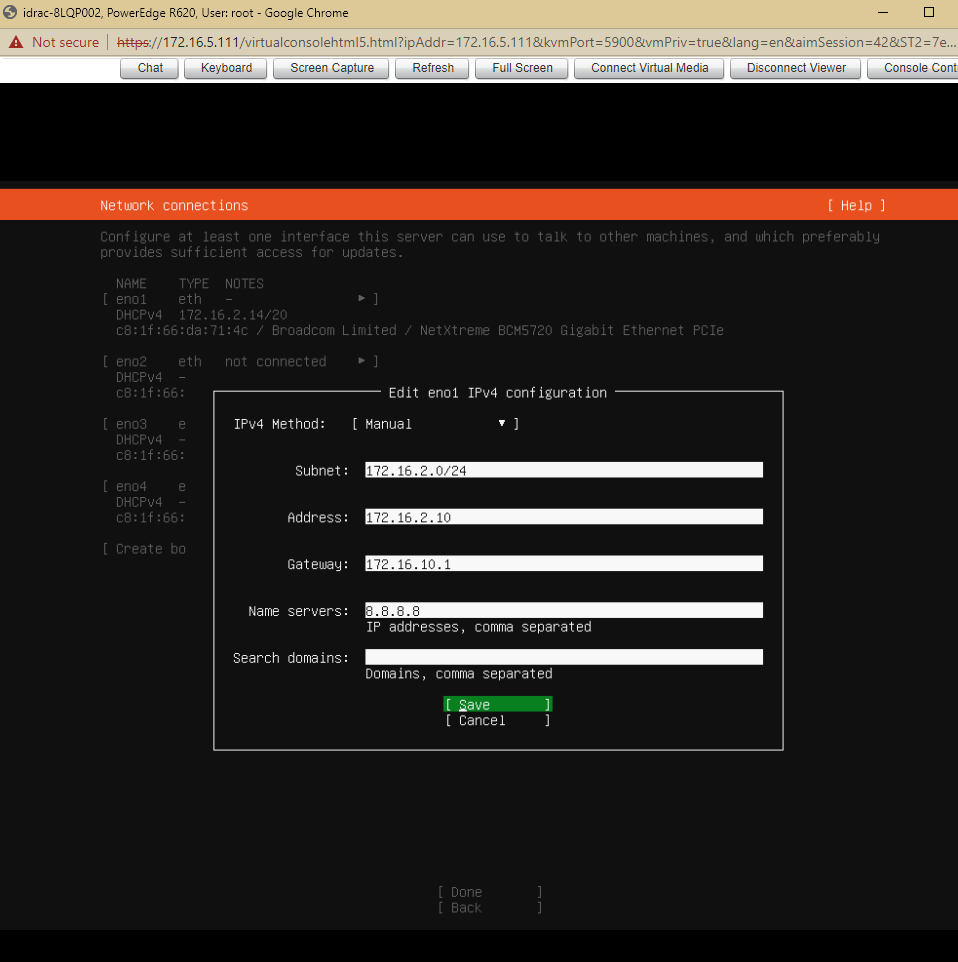 idrac-8LQP002, PowerEdge R620, User: root - Google Chrome
Not secure | https://172.16.5.111/virtualconsolehtml5.html?ipAddr=172.16.5.111&kvmPort=5900&vmPriv=true&lang=en&aimSession=42&ST2=7e...
Chat Keyboard Screen Capture Refresh Full Screen Connect Virtual Media Disconnect Viewer Console Cont
Network connections [ Help ]
Configure at least one interface this server can use to talk to other machines, and which preferably
provides sufficient access for updates.
NAME TYPE NOTES
[ eno1 eth - ▸ ]
DHCPv4 172.16.2.14/20
c8:1f:66:da:71:4c / Broadcom Limited / NetXtreme BCM5720 Gigabit Ethernet PCIe
[ eno2 eth not connected ▸ ]
DHCPv4 -
c8:1f:66:
[ eno3 e
DHCPv4 -
c8:1f:66:
[ eno4 e
DHCPv4 -
c8:1f:66:
[ Create bo
Edit eno1 IPv4 configuration
IPv4 Method: [ Manual ▾ ]
Subnet: 172.16.2.0/24
Address: 172.16.2.10
Gateway: 172.16.10.1
Name servers: 8.8.8.8
IP addresses, comma separated
Search domains:
Domains, comma separated
[ Save ]
[ Cancel ]
[ Done ]
[ Back ]